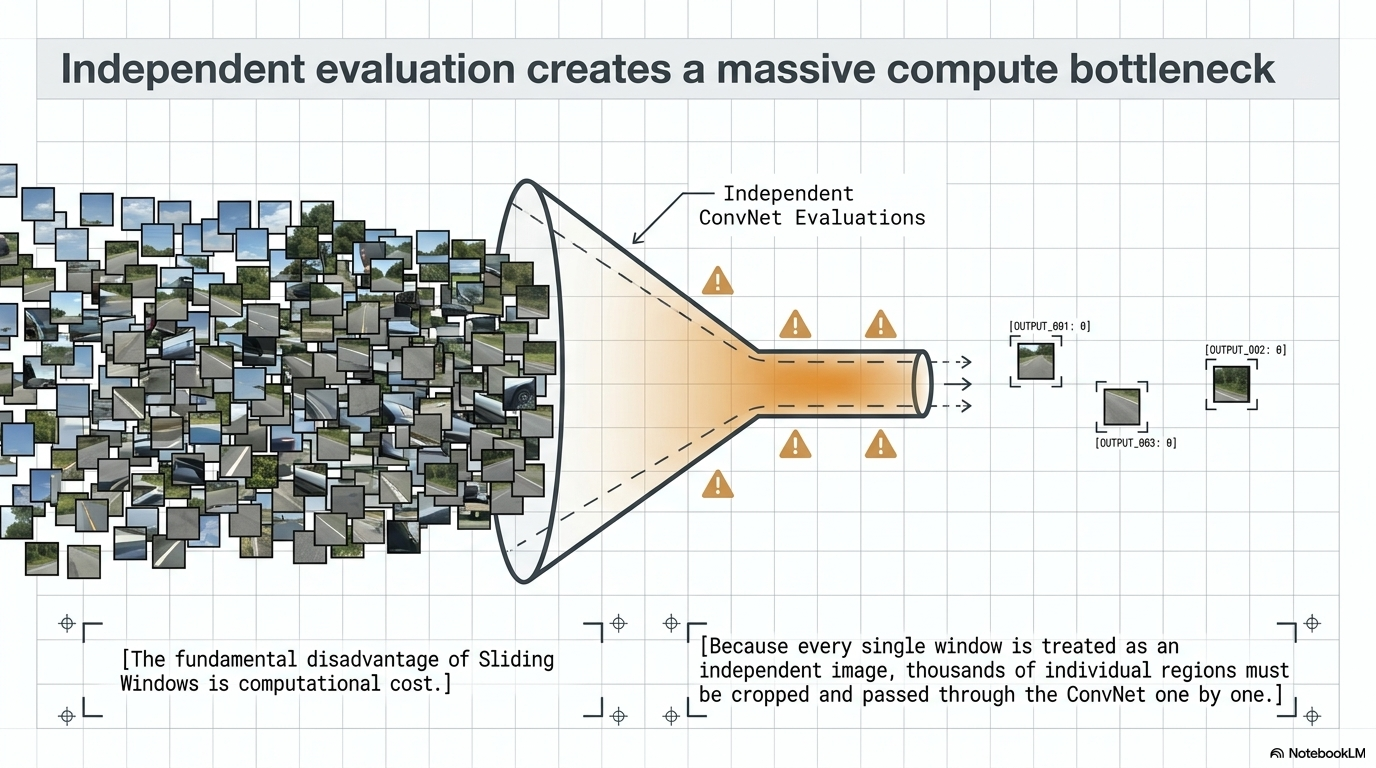 Independent evaluation creates a massive compute bottleneck
Independent
ConvNet Evaluations
[OUTPUT_091: 0]
[OUTPUT_063: 0]
[OUTPUT_002: 0]
[The fundamental disadvantage of Sliding
Windows is computational cost.]
[Because every single window is treated as an
independent image, thousands of individual regions must
be cropped and passed through the ConvNet one by one.]
NotebookLM